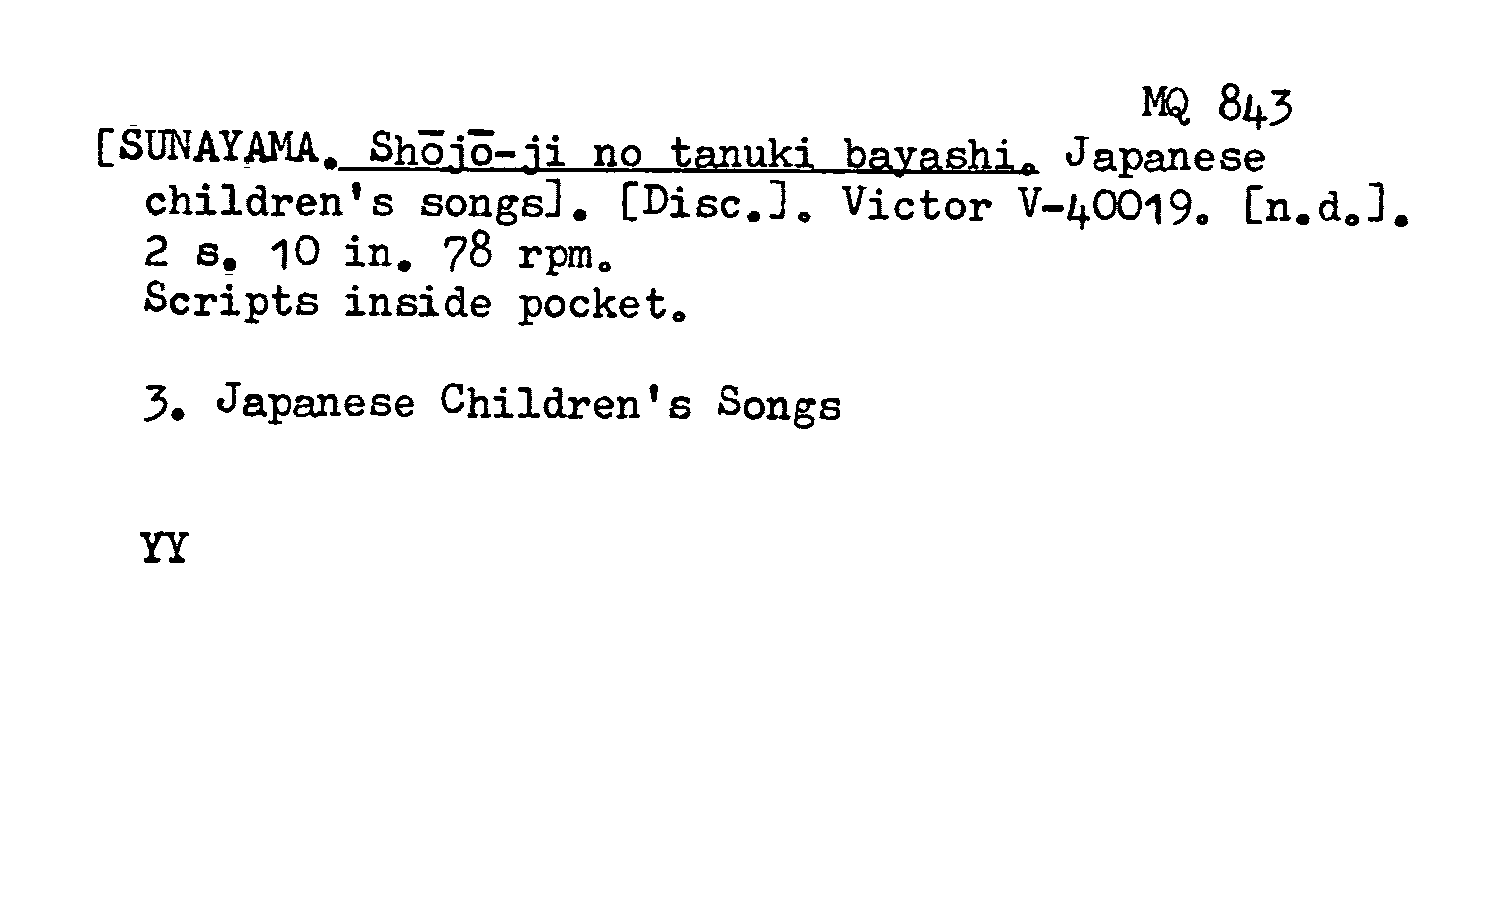 MQ 843
[SUNAYAMA. Shōjō-ji no tanuki bayashi. Japanese
children's songs]. [Disc.]. Victor V-40019. [n.d.].
2 s. 10 in. 78 rpm.
Scripts inside pocket.
3. Japanese Children's Songs
YY